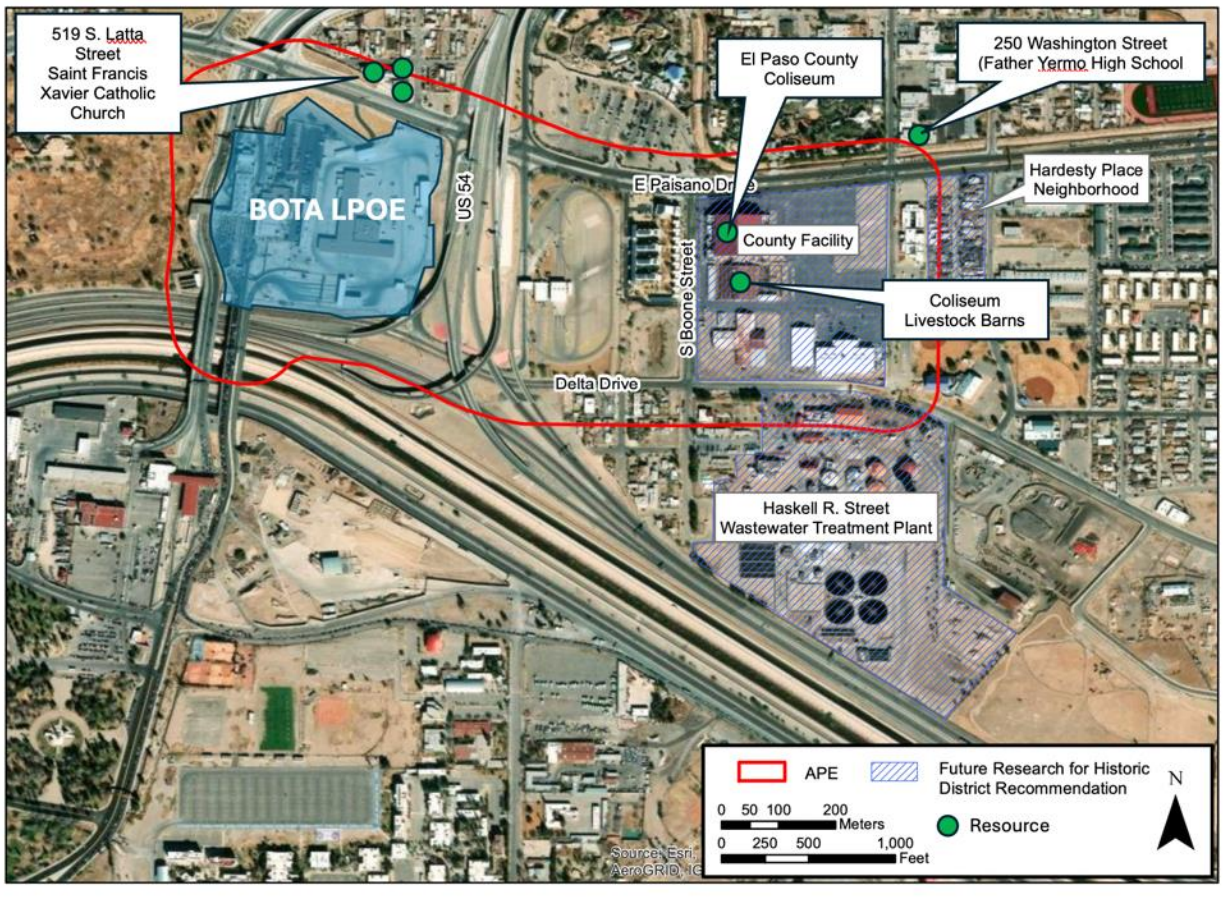 519 S. Latta
Street
Saint Francis
Xavier Catholic
Church
El Paso County
Coliseum
250 Washington Street
(Father Yermo High School
Hardesty Place
Neighborhood
E Paisano Drive
US 54
BOTA LPOE
County Facility
S Boone Street
Coliseum
Livestock Barns
Delta Drive
Haskell R. Street
Wastewater Treatment Plant
APE
Future Research for Historic
District Recommendation
N
0 50 100 200
Meters
Resource
0 250 500 1,000
Feet
Source: Esri,
AeroGRID, IG